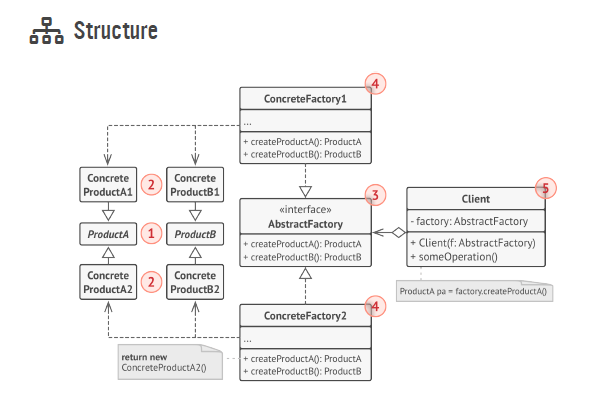 Structure
4
ConcreteFactory1
...
+ createProductA(): ProductA
+ createProductB(): ProductB
Concrete
ProductA1
2
Concrete
ProductB1
ProductA
1
ProductB
Concrete
ProductA2
2
Concrete
ProductB2
3
«interface»
AbstractFactory
+ createProductA(): ProductA
+ createProductB(): ProductB
5
Client
- factory: AbstractFactory
+ Client(f: AbstractFactory)
+ someOperation()
ProductA pa = factory.createProductA()
4
ConcreteFactory2
...
+ createProductA(): ProductA
+ createProductB(): ProductB
return new
ConcreteProductA2()